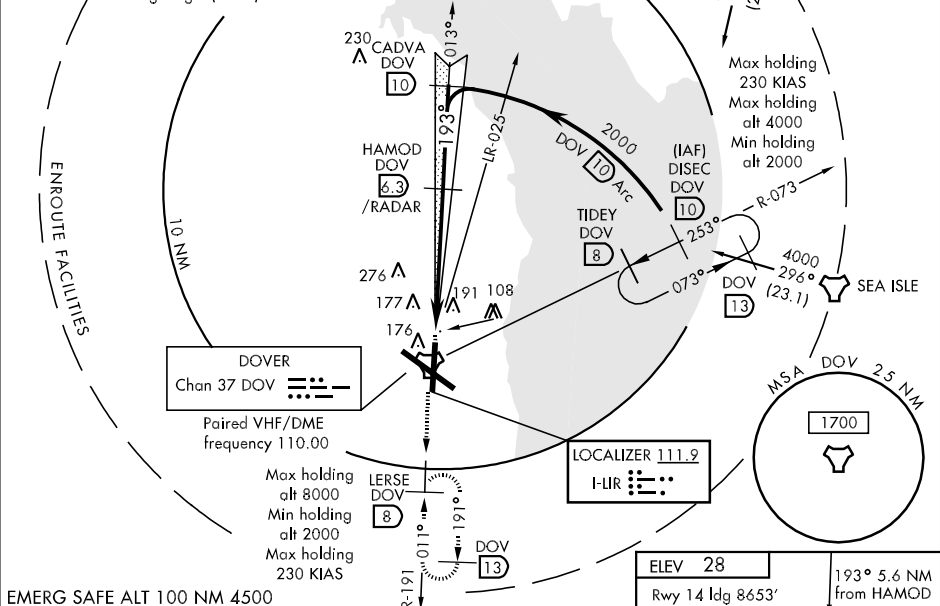 230
CADVA
DOV
10
013°
193°
LR-025
HAMOD
DOV
6.3
/RADAR
2000
DOV 10 Arc
(IAF)
DISEC
DOV
10
Max holding
230 KIAS
Max holding
alt 4000
Min holding
alt 2000
R-073
253°
TIDEY
DOV
8
073°
4000
296°
(23.1)
SEA ISLE
DOV
13
ENROUTE FACILITIES
10 NM
276
177
191
108
176
DOVER
Chan 37 DOV
Paired VHF/DME
frequency 110.00
LOCALIZER 111.9
I-LIR
MSA DOV 25 NM
1700
Max holding
alt 8000
Min holding
alt 2000
Max holding
230 KIAS
LERSE
DOV
8
011°
191°
DOV
13
R-191
EMERG SAFE ALT 100 NM 4500
ELEV 28
Rwy 14 ldg 8653'
193° 5.6 NM
from HAMOD